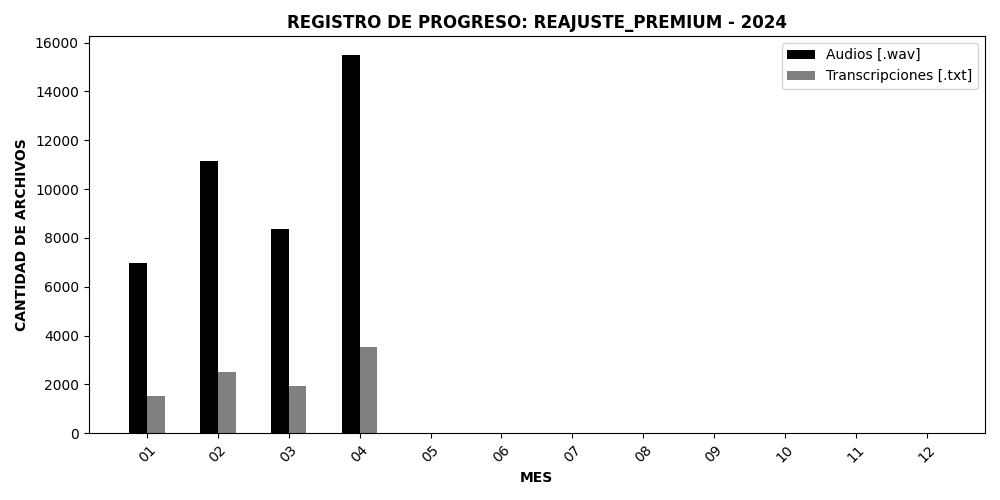 REGISTRO DE PROGRESO: REAJUSTE_PREMIUM - 2024
Audios [.wav]
Transcripciones [.txt]
CANTIDAD DE ARCHIVOS
16000
14000
12000
10000
8000
6000
4000
2000
0
01 02 03 04 05 06 07 08 09 10 11 12
MES